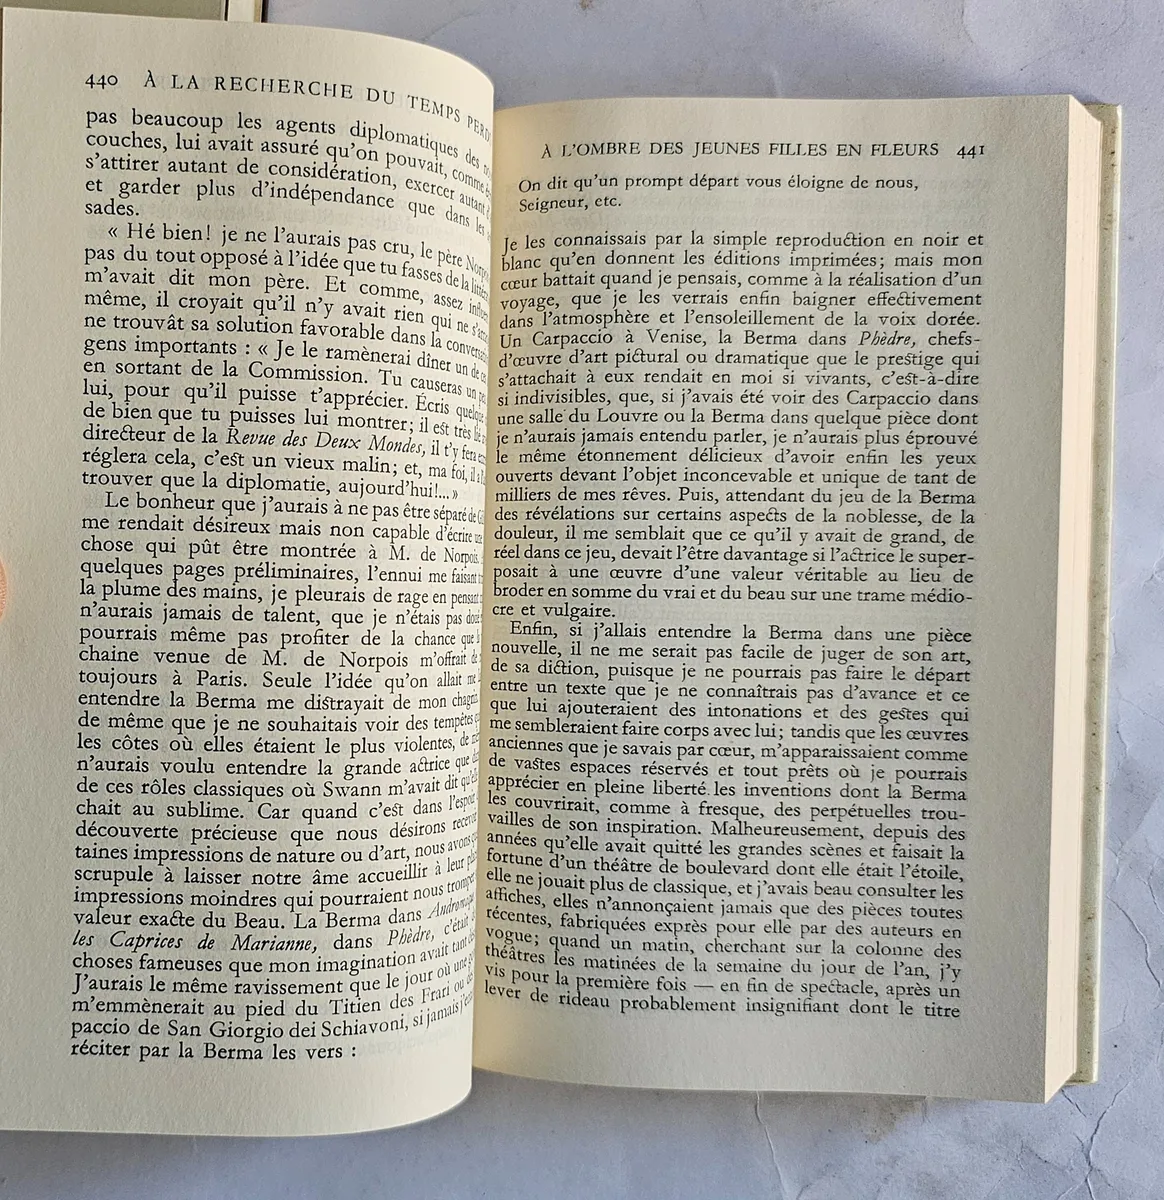 440 À LA RECHERCHE DU TEMPS
pas beaucoup les agents diplomatiques des
couches, lui avait assuré qu'on pouvait, comme
s'attirer autant de considération, exercer autant
et garder plus d'indépendance que dans les
sades.
« Hé bien! je ne l'aurais pas cru, le père
pas du tout opposé à l'idée que tu fasses de la
m'avait dit mon père. Et comme, assez
même, il croyait qu'il n'y avait rien qui ne
ne trouvât sa solution favorable dans la
gens importants : « Je le ramènerai dîner un de
en sortant de la Commission. Tu causeras un
lui, pour qu'il puisse t'apprécier. Écris
de bien que tu puisses lui montrer; il est très lié
directeur de la Revue des Deux Mondes, il t'y fera
réglera cela, c'est un vieux malin; et, ma foi, il a
trouver que la diplomatie, aujourd'hui!... »
Le bonheur que j'aurais à ne pas être séparé de
me rendait désireux mais non capable d'écrire
chose qui pût être montrée à M. de Norpois.
quelques pages préliminaires, l'ennui me faisant
la plume des mains, je pleurais de rage en pensant
n'aurais jamais de talent, que je n'étais pas doué
pourrais même pas profiter de la chance que
chaine venue de M. de Norpois m'offrait de
toujours à Paris. Seule l'idée qu'on allait me
entendre la Berma me distrayait de mon chagrin.
de même que je ne souhaitais voir des tempêtes
les côtes où elles étaient le plus violentes, de
n'aurais voulu entendre la grande actrice que
de ces rôles classiques où Swann m'avait dit
chait au sublime. Car quand c'est dans l'espoir
découverte précieuse que nous désirons recevoir
taines impressions de nature ou d'art, nous avons
scrupule à laisser notre âme accueillir à leur
impressions moindres qui pourraient nous tromper
valeur exacte du Beau. La Berma dans
les Caprices de Marianne, dans Phèdre, c'était
choses fameuses que mon imagination avait tant
J'aurais le même ravissement que le jour où une
m'emmènerait au pied du Titien des Frari ou
paccio de San Giorgio dei Schiavoni, si jamais
réciter par la Berma les vers :
À L'OMBRE DES JEUNES FILLES EN FLEURS 441
On dit qu'un prompt départ vous éloigne de nous,
Seigneur, etc.
Je les connaissais par la simple reproduction en noir et
blanc qu'en donnent les éditions imprimées; mais mon
cœur battait quand je pensais, comme à la réalisation d'un
voyage, que je les verrais enfin baigner effectivement
dans l'atmosphère et l'ensoleillement de la voix dorée.
Un Carpaccio à Venise, la Berma dans Phèdre, chefs-
d'œuvre d'art pictural ou dramatique que le prestige qui
s'attachait à eux rendait en moi si vivants, c'est-à-dire
si indivisibles, que, si j'avais été voir des Carpaccio dans
une salle du Louvre ou la Berma dans quelque pièce dont
je n'aurais jamais entendu parler, je n'aurais plus éprouvé
le même étonnement délicieux d'avoir enfin les yeux
ouverts devant l'objet inconcevable et unique de tant de
milliers de mes rêves. Puis, attendant du jeu de la Berma
des révélations sur certains aspects de la noblesse, de la
douleur, il me semblait que ce qu'il y avait de grand, de
réel dans ce jeu, devait l'être davantage si l'actrice le super-
posait à une œuvre d'une valeur véritable au lieu de
broder en somme du vrai et du beau sur une trame médio-
cre et vulgaire.
Enfin, si j'allais entendre la Berma dans une pièce
nouvelle, il ne me serait pas facile de juger de son art,
de sa diction, puisque je ne pourrais pas faire le départ
entre un texte que je ne connaîtrais pas d'avance et ce
que lui ajouteraient des intonations et des gestes qui
me sembleraient faire corps avec lui; tandis que les œuvres
anciennes que je savais par cœur, m'apparaissaient comme
de vastes espaces réservés et tout prêts où je pourrais
apprécier en pleine liberté les inventions dont la Berma
les couvrirait, comme à fresque, des perpétuelles trou-
vailles de son inspiration. Malheureusement, depuis des
années qu'elle avait quitté les grandes scènes et faisait la
fortune d'un théâtre de boulevard dont elle était l'étoile,
elle ne jouait plus de classique, et j'avais beau consulter les
affiches, elles n'annonçaient jamais que des pièces toutes
récentes, fabriquées exprès pour elle par des auteurs en
vogue; quand un matin, cherchant sur la colonne des
théâtres les matinées de la semaine du jour de l'an, j'y
vis pour la première fois — en fin de spectacle, après un
lever de rideau probablement insignifiant dont le titre